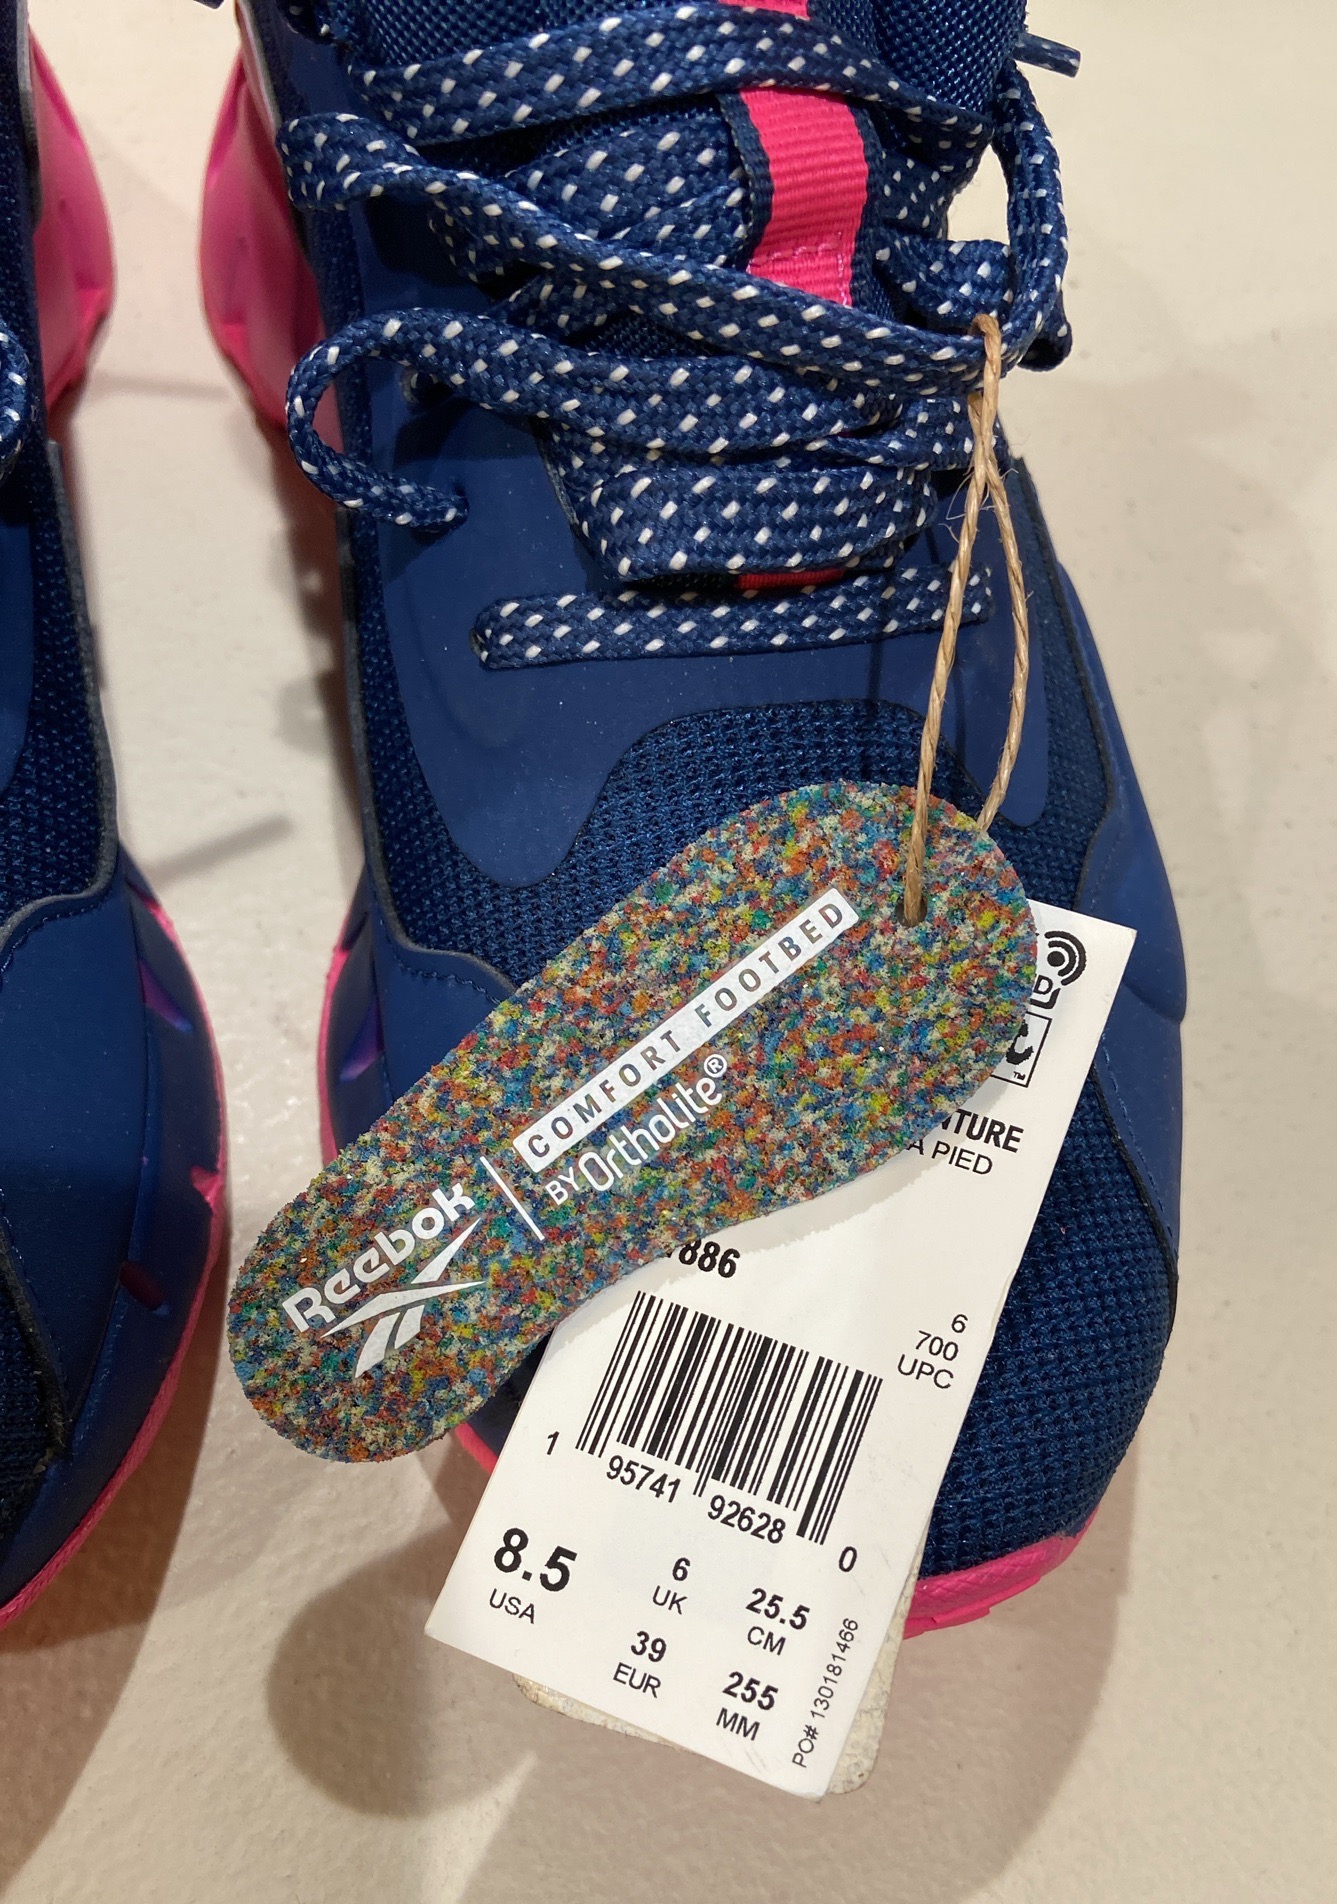 COMFORT FOOTBED
BY Ortholite®
Reebok
D
TM
NTURE
A PIED
886
6
700
UPC
1 95741 92628 0
8.5
USA
6
UK
25.5
CM
39
EUR
255
MM
PO# 130181466